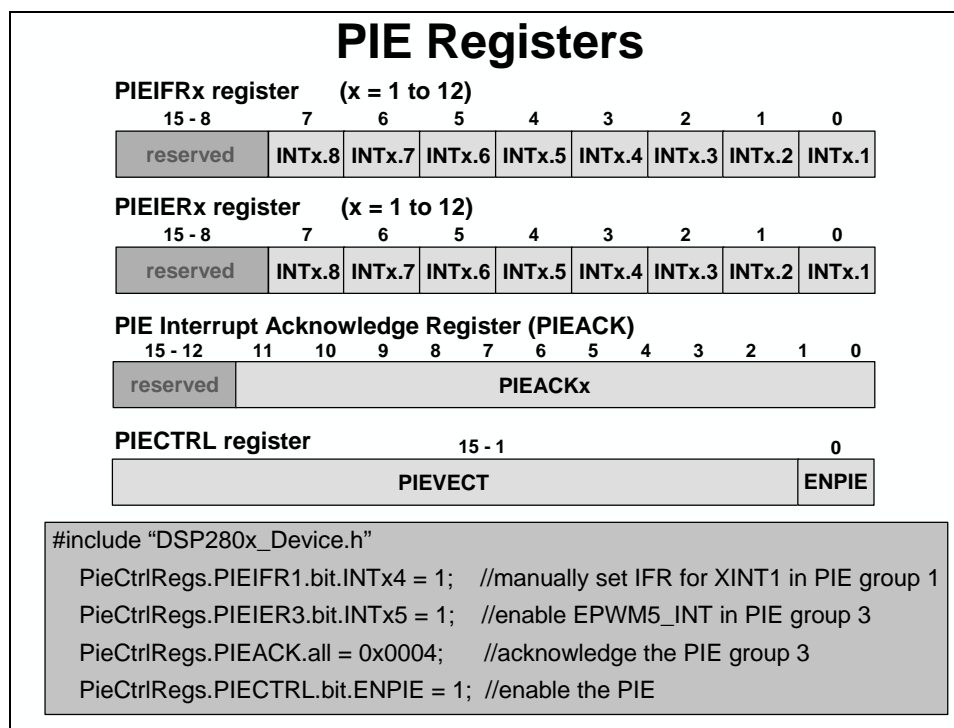 PIE Registers
PIEIFRx register (x = 1 to 12)
15 - 8 7 6 5 4 3 2 1 0
reserved INTx.8 INTx.7 INTx.6 INTx.5 INTx.4 INTx.3 INTx.2 INTx.1
PIEIERx register (x = 1 to 12)
15 - 8 7 6 5 4 3 2 1 0
reserved INTx.8 INTx.7 INTx.6 INTx.5 INTx.4 INTx.3 INTx.2 INTx.1
PIE Interrupt Acknowledge Register (PIEACK)
15 - 12 11 10 9 8 7 6 5 4 3 2 1 0
reserved PIEACKx
PIECTRL register 15 - 1 0
PIEVECT ENPIE
#include “DSP280x_Device.h”
PieCtrlRegs.PIEIFR1.bit.INTx4 = 1; //manually set IFR for XINT1 in PIE group 1
PieCtrlRegs.PIEIER3.bit.INTx5 = 1; //enable EPWM5_INT in PIE group 3
PieCtrlRegs.PIEACK.all = 0x0004; //acknowledge the PIE group 3
PieCtrlRegs.PIECTRL.bit.ENPIE = 1; //enable the PIE